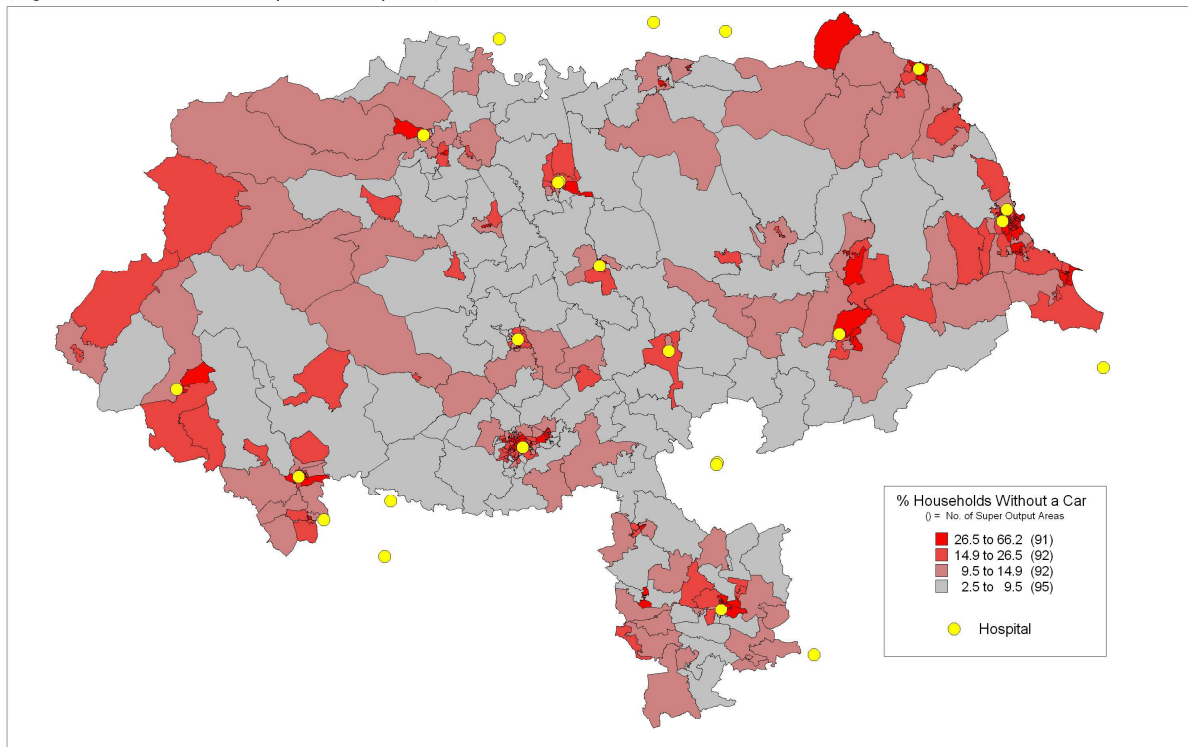 % Households Without a Car
() = No. of Super Output Areas
26.5 to 66.2 (91)
14.9 to 26.5 (92)
9.5 to 14.9 (92)
2.5 to 9.5 (95)
Hospital